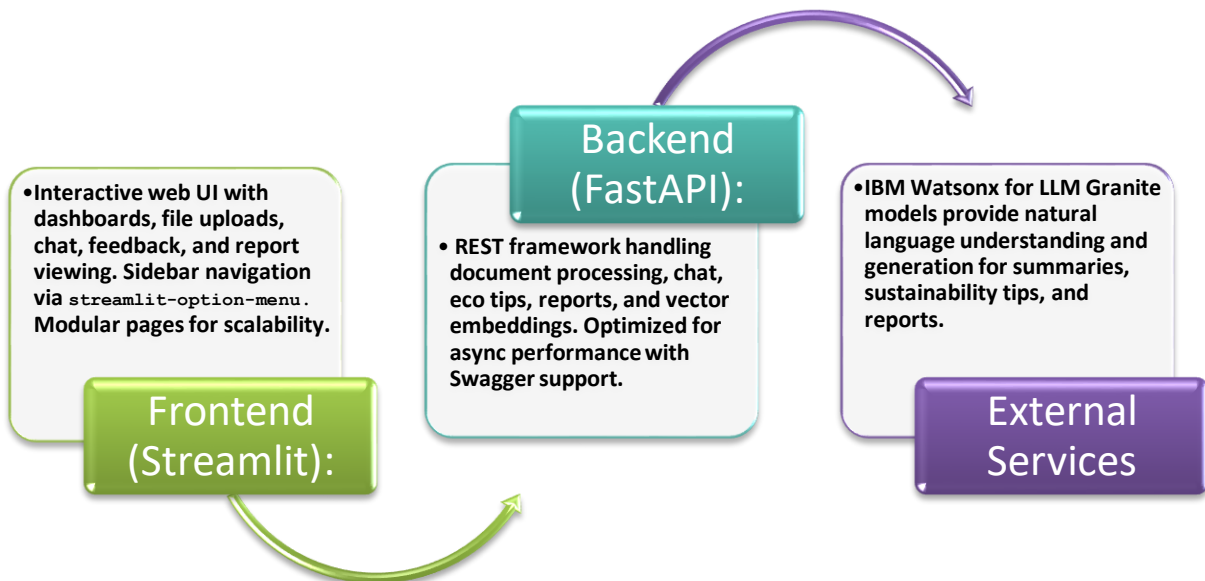 •Interactive web UI with
dashboards, file uploads,
chat, feedback, and report
viewing. Sidebar navigation
via streamlit-option-menu.
Modular pages for scalability.
Frontend
(Streamlit):
Backend
(FastAPI):
• REST framework handling
document processing, chat,
eco tips, reports, and vector
embeddings. Optimized for
async performance with
Swagger support.
•IBM Watsonx for LLM Granite
models provide natural
language understanding and
generation for summaries,
sustainability tips, and
reports.
External
Services